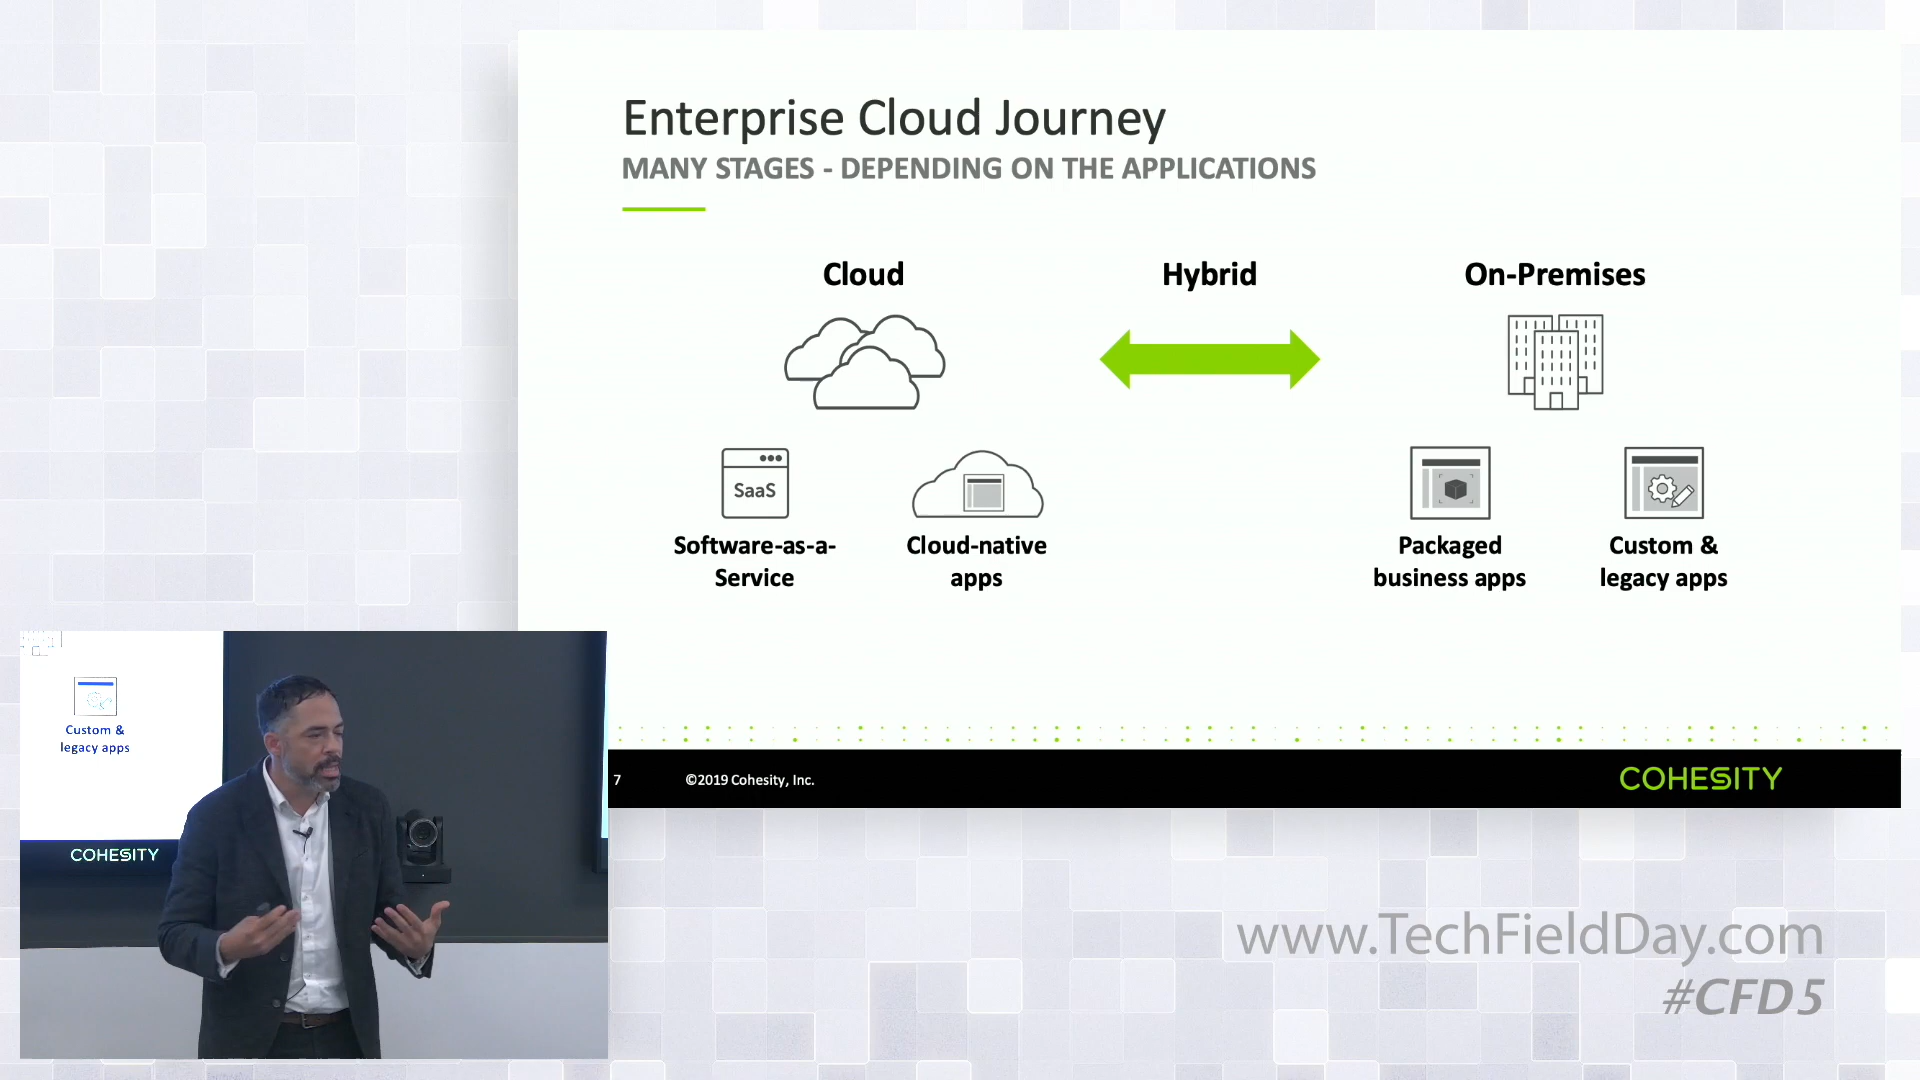 Enterprise Cloud Journey
MANY STAGES - DEPENDING ON THE APPLICATIONS
Cloud
Hybrid
On-Premises
SaaS
Software-as-a-
Service
Cloud-native
apps
Packaged
business apps
Custom &
legacy apps
7
©2019 Cohesity, Inc.
COHESITY
Custom &
legacy apps
COHESITY
www.TechFieldDay.com
#CFD5